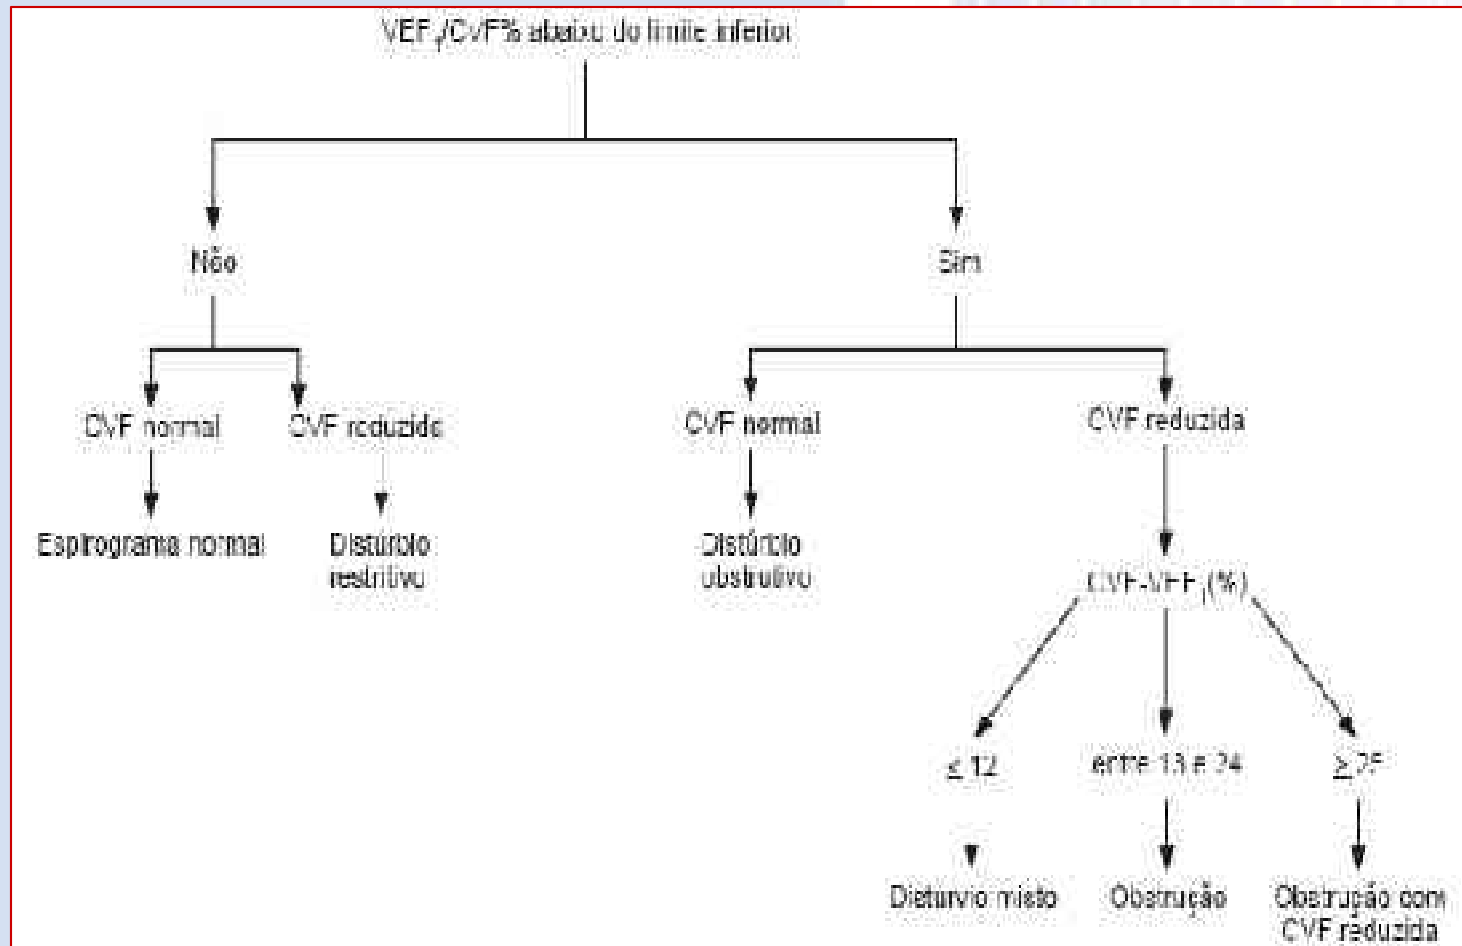 VEF₁/CVF% abaixo do limite inferior
Não
Sim
CVF normal
CVF reduzida
CVF normal
CVF reduzida
Espirograma normal
Distúrbio
restritivo
Distúrbio
obstrutivo
CVF-VEF₁(%)
≤ 12
entre 13 e 24
≥ 25
Distúrvio misto
Obstrução
Obstrução com
CVF reduzida